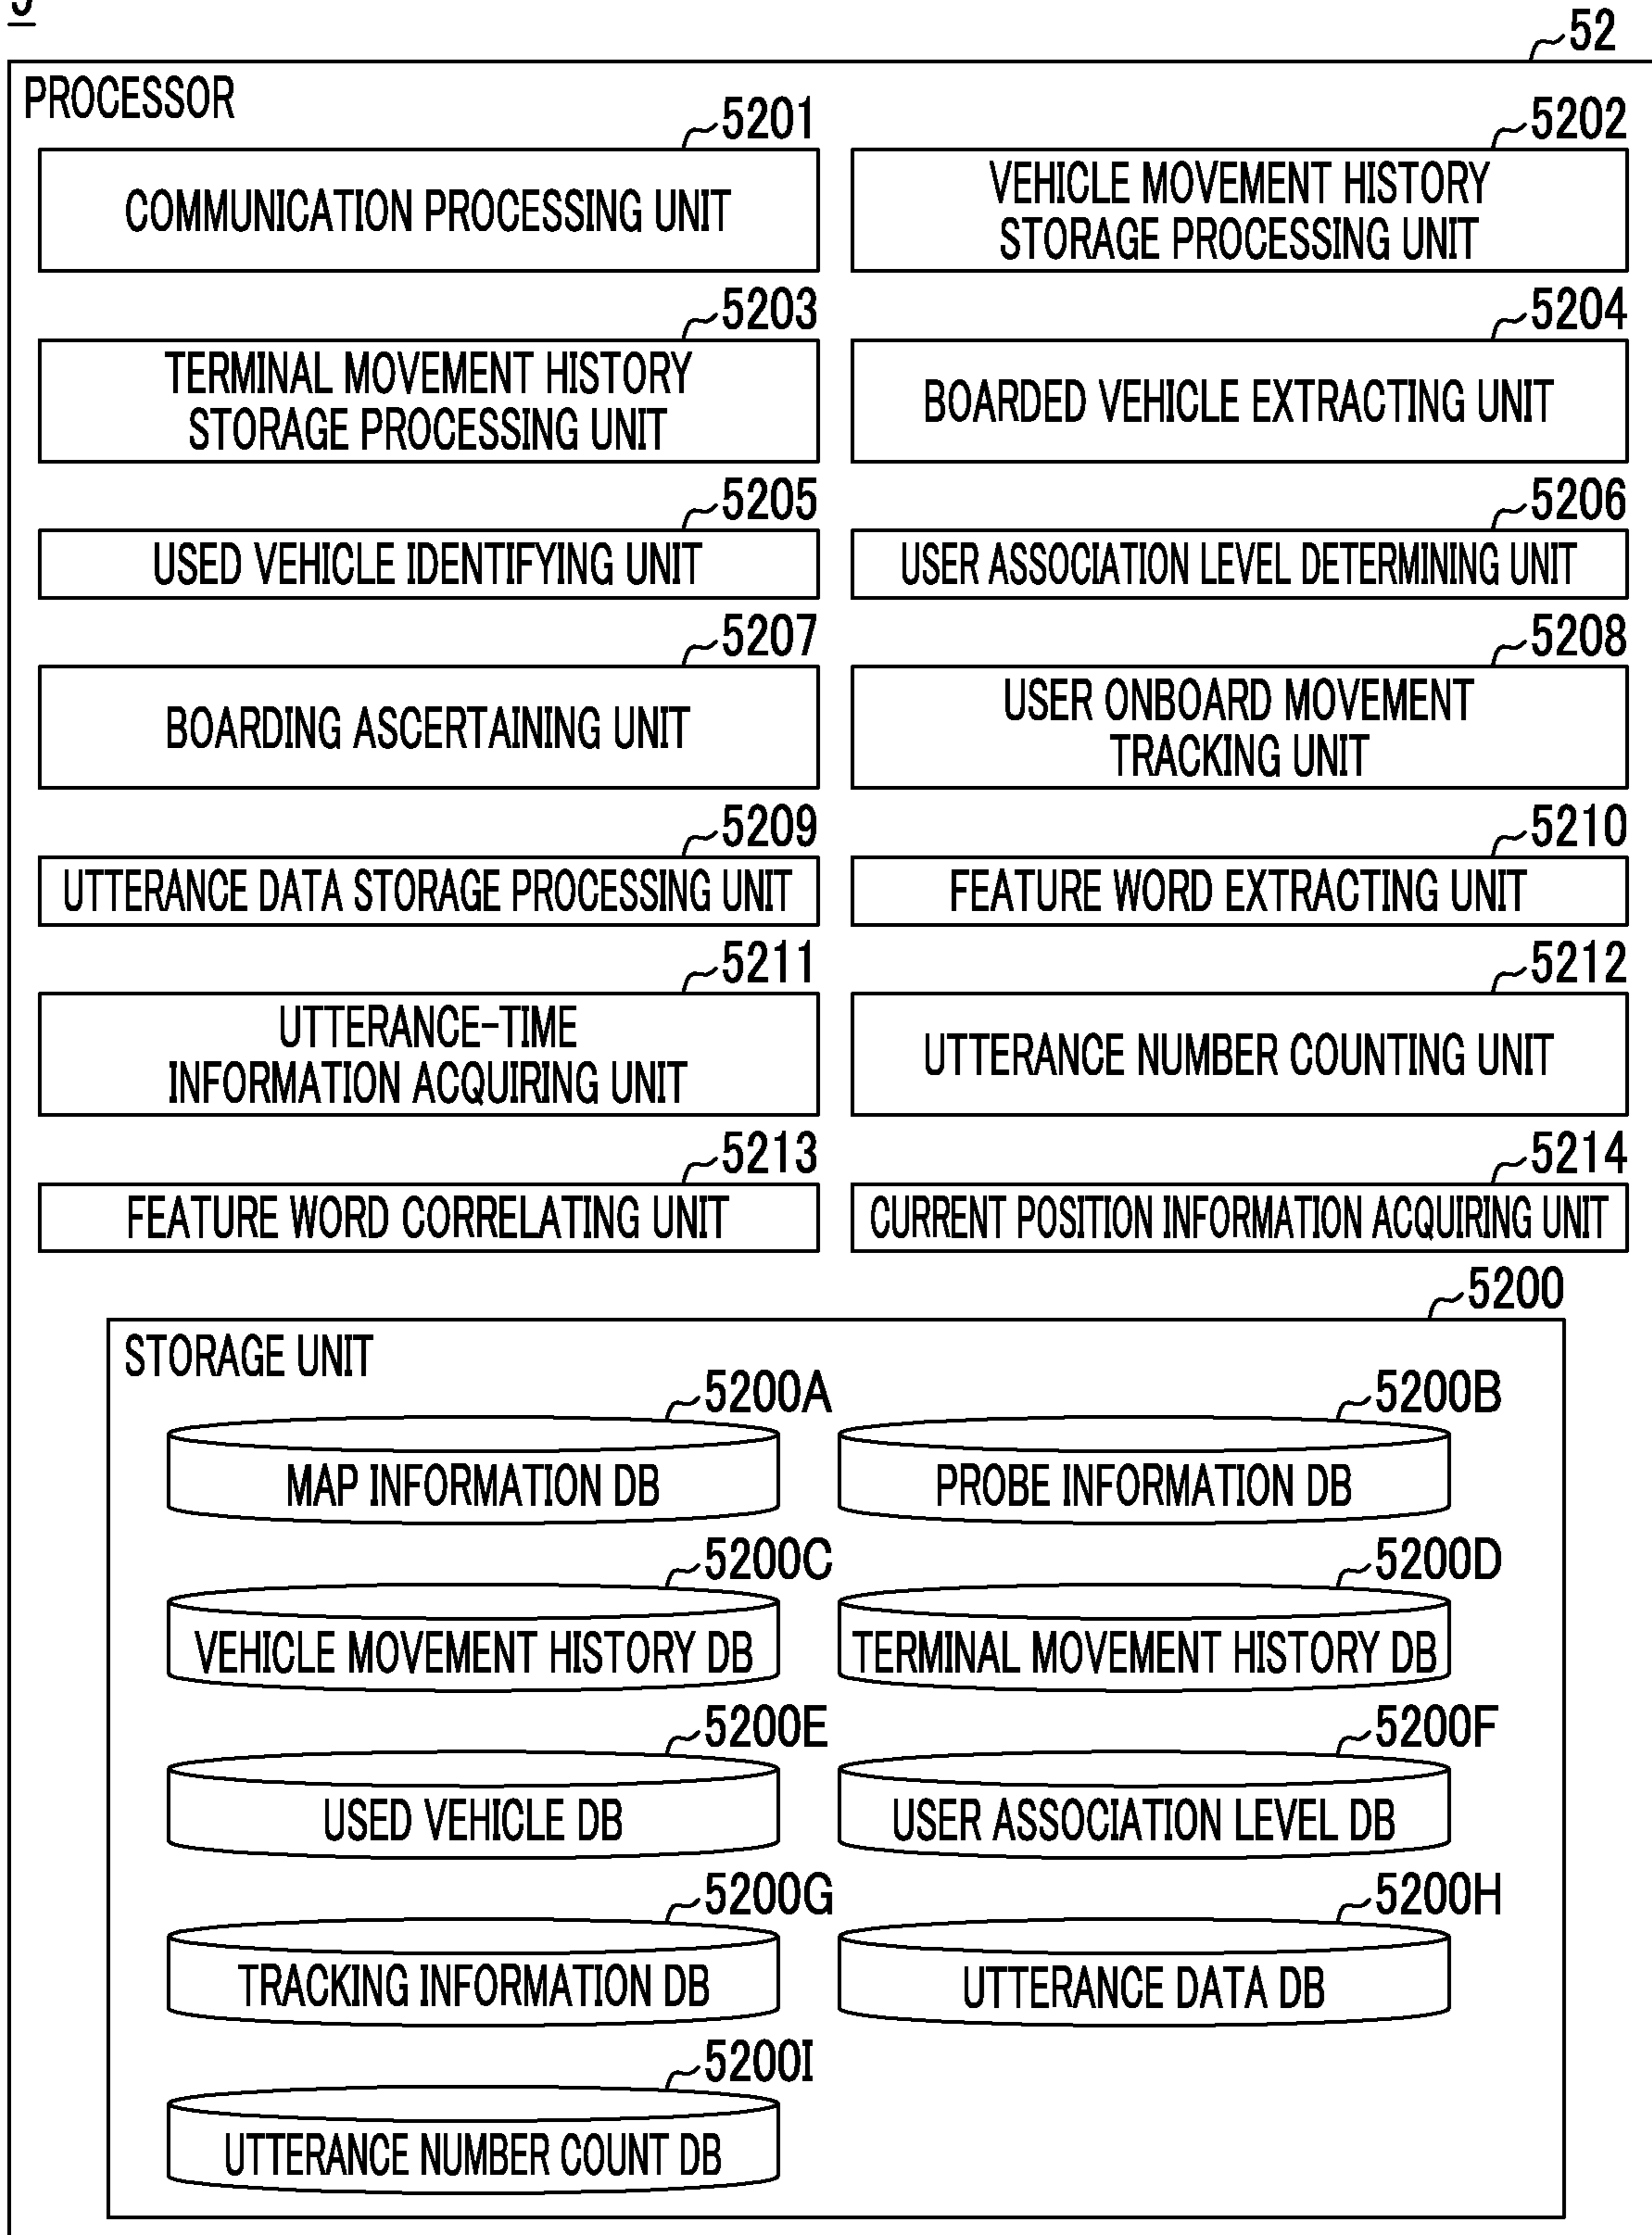 52
PROCESSOR
5201
COMMUNICATION PROCESSING UNIT
5202
VEHICLE MOVEMENT HISTORY
STORAGE PROCESSING UNIT
5203
TERMINAL MOVEMENT HISTORY
STORAGE PROCESSING UNIT
5204
BOARDED VEHICLE EXTRACTING UNIT
5205
USED VEHICLE IDENTIFYING UNIT
5206
USER ASSOCIATION LEVEL DETERMINING UNIT
5207
BOARDING ASCERTAINING UNIT
5208
USER ONBOARD MOVEMENT
TRACKING UNIT
5209
UTTERANCE DATA STORAGE PROCESSING UNIT
5210
FEATURE WORD EXTRACTING UNIT
5211
UTTERANCE-TIME
INFORMATION ACQUIRING UNIT
5212
UTTERANCE NUMBER COUNTING UNIT
5213
FEATURE WORD CORRELATING UNIT
5214
CURRENT POSITION INFORMATION ACQUIRING UNIT
5200
STORAGE UNIT
5200A
MAP INFORMATION DB
5200B
PROBE INFORMATION DB
5200C
VEHICLE MOVEMENT HISTORY DB
5200D
TERMINAL MOVEMENT HISTORY DB
5200E
USED VEHICLE DB
5200F
USER ASSOCIATION LEVEL DB
5200G
TRACKING INFORMATION DB
5200H
UTTERANCE DATA DB
5200I
UTTERANCE NUMBER COUNT DB